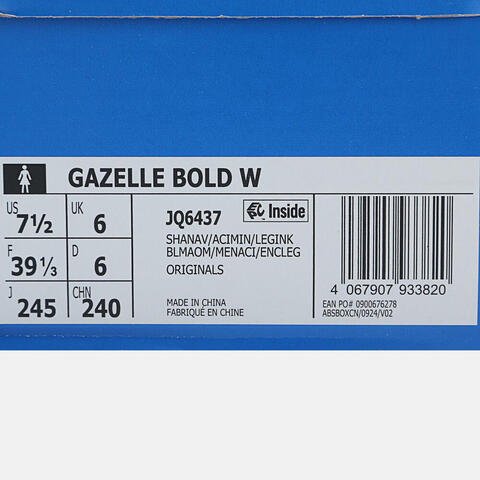 GAZELLE BOLD W
US 7½ UK 6
F 39⅓ D 6
J 245 CHN 240
JQ6437 Inside
SHANAV/ACIMIN/LEGINK
BLMAOM/MENACI/ENCLEG
ORIGINALS
MADE IN CHINA
FABRIQUÉ EN CHINE
4 067907 933820
EAN PO# 0900676278
ABSBOXCN/0924/V02